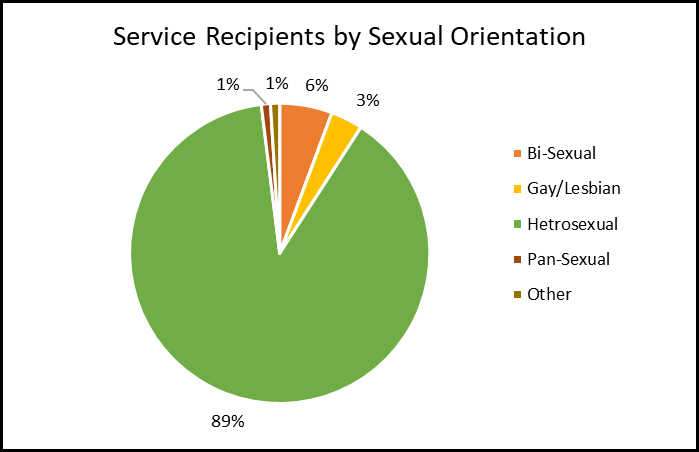 Service Recipients by Sexual Orientation
1%
1%
6%
3%
89%
Bi-Sexual
Gay/Lesbian
Hetrosexual
Pan-Sexual
Other